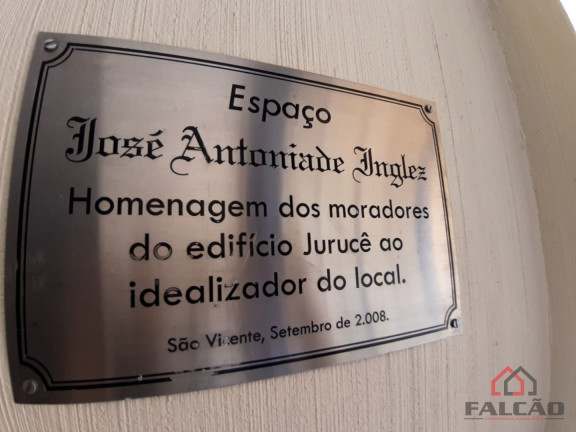 Espaço
José Antoniade Inglez
Homenagem dos moradores
do edifício Jurucê ao
idealizador do local.
São Vicente, Setembro de 2.008.
FALCÃO